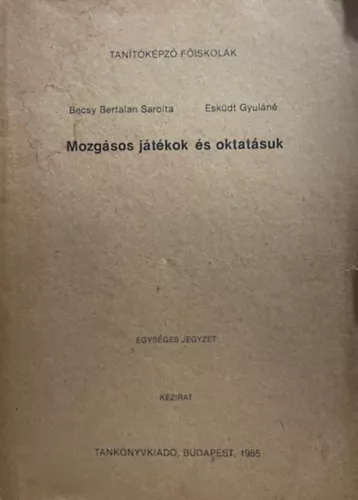 TANÍTÓKÉPZŐ FŐISKOLÁK
Becsy Bertalan Sarolta Esküdt Gyuláné
Mozgásos játékok és oktatásuk
EGYSÉGES JEGYZET
KÉZIRAT
TANKÖNYVKIADÓ, BUDAPEST, 1985